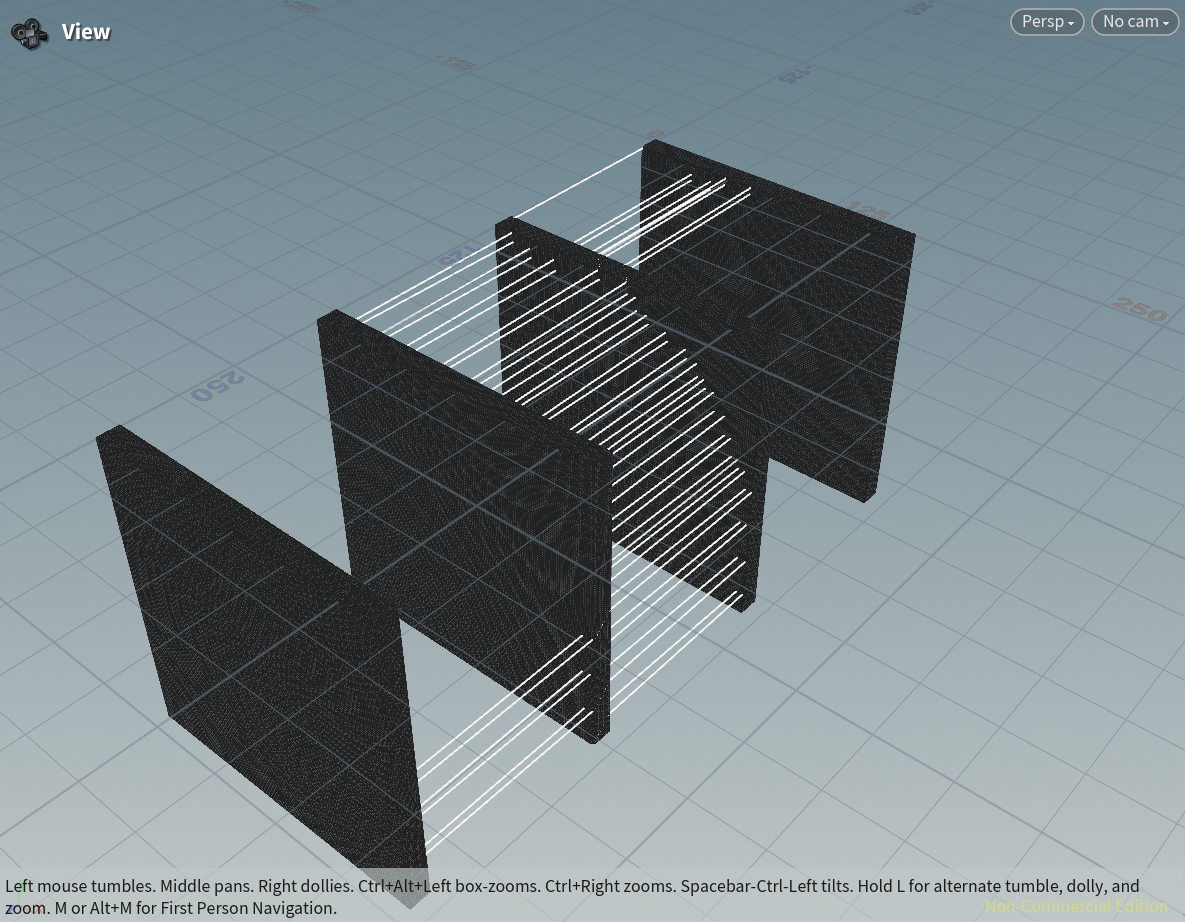 View
Persp
No cam
-125
0
125
250
250
Left mouse tumbles. Middle pans. Right dollies. Ctrl+Alt+Left box-zooms. Ctrl+Right zooms. Spacebar-Ctrl-Left tilts. Hold L for alternate tumble, dolly, and
zoom. M or Alt+M for First Person Navigation.
Non-Commercial Edition